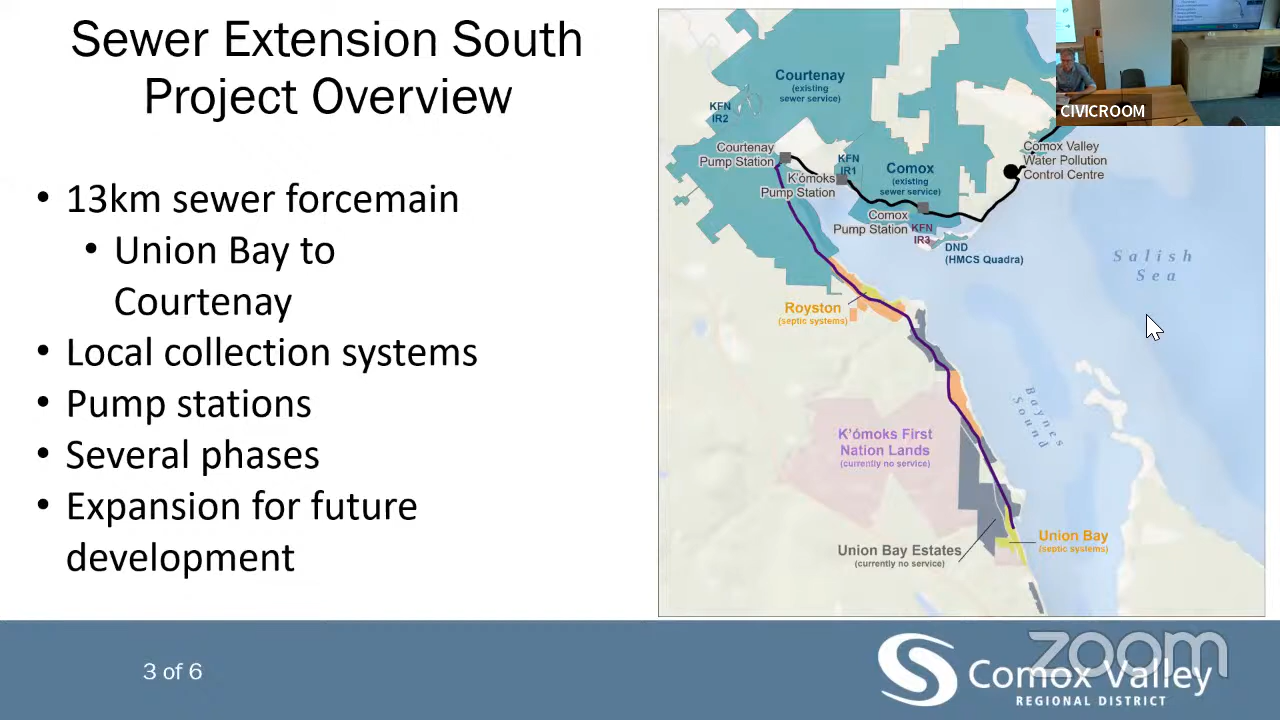 Sewer Extension South
Project Overview
• 13km sewer forcemain
• Union Bay to
Courtenay
• Local collection systems
• Pump stations
• Several phases
• Expansion for future
development
Courtenay
(existing
sewer service)
KFN
IR2
Courtenay
Pump Station
KFN
IR1
K'ómoks
Pump Station
Comox
(existing
sewer service)
Comox
Pump Station
KFN
IR3
DND
(HMCS Quadra)
Comox Valley
Water Pollution
Control Centre
CIVICROOM
Salish
Sea
Royston
(septic systems)
Baynes
Sound
K'ómoks First
Nation Lands
(currently no service)
Union Bay Estates
(currently no service)
Union Bay
(septic systems)
3 of 6
zoom
Comox Valley
REGIONAL DISTRICT